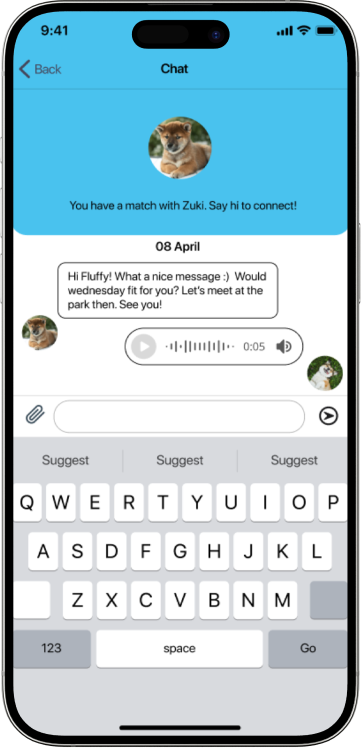 9:41
Back
Chat
You have a match with Zuki. Say hi to connect!
08 April
Hi Fluffy! What a nice message :) Would
wednesday fit for you? Let's meet at the
park then. See you!
0:05
Suggest Suggest Suggest
Q W E R T Y U I O P
A S D F G H J K L
Z X C V B N M
123 space Go